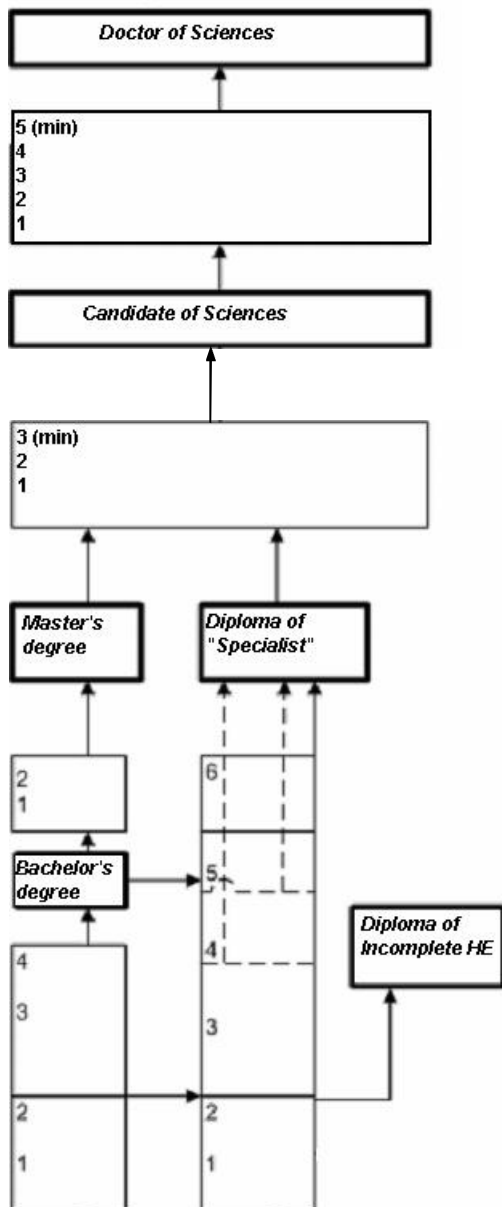 Doctor of Sciences
5 (min)
4
3
2
1
Candidate of Sciences
3 (min)
2
1
Master's
degree
Diploma of
"Specialist"
2
1
6
Bachelor's
degree
5
4
3
2
1
4
3
2
1
Diploma of
Incomplete HE